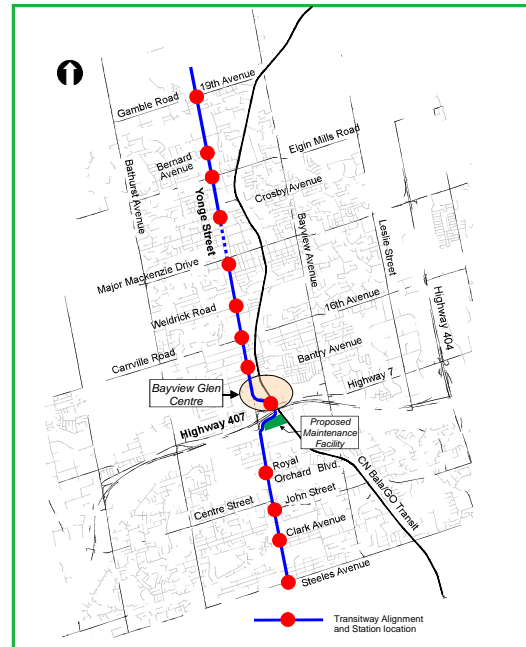 19th Avenue
Gamble Road
Elgin Mills Road
Bernard
Avenue
Bathurst Avenue
Crosby Avenue
Yonge Street
Bayview Avenue
Leslie Street
Major Mackenzie Drive
16th Avenue
Weldrick Road
Highway 404
Carrville Road
Bantry Avenue
Highway 7
Bayview Glen
Centre
Highway 407
Proposed
Maintenance
Facility
Royal
Orchard Blvd.
CN Bala/GO Transit
John Street
Centre Street
Clark Avenue
Steeles Avenue
Transitway Alignment
and Station location